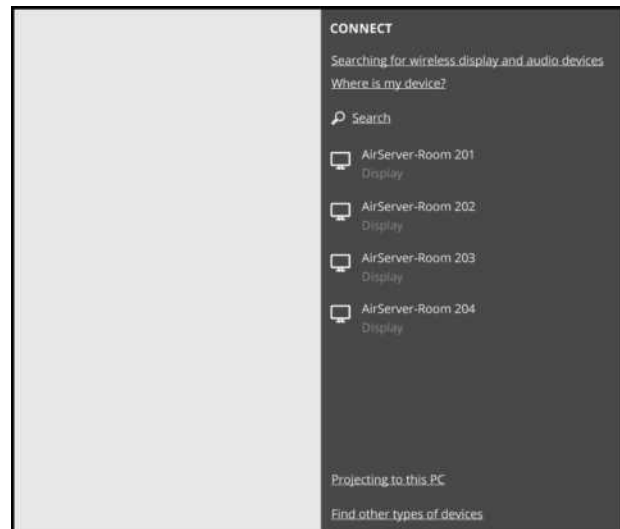 CONNECT
Searching for wireless display and audio devices
Where is my device?
Search
AirServer-Room 201
Display
AirServer-Room 202
Display
AirServer-Room 203
Display
AirServer-Room 204
Display
Projecting to this PC
Find other types of devices